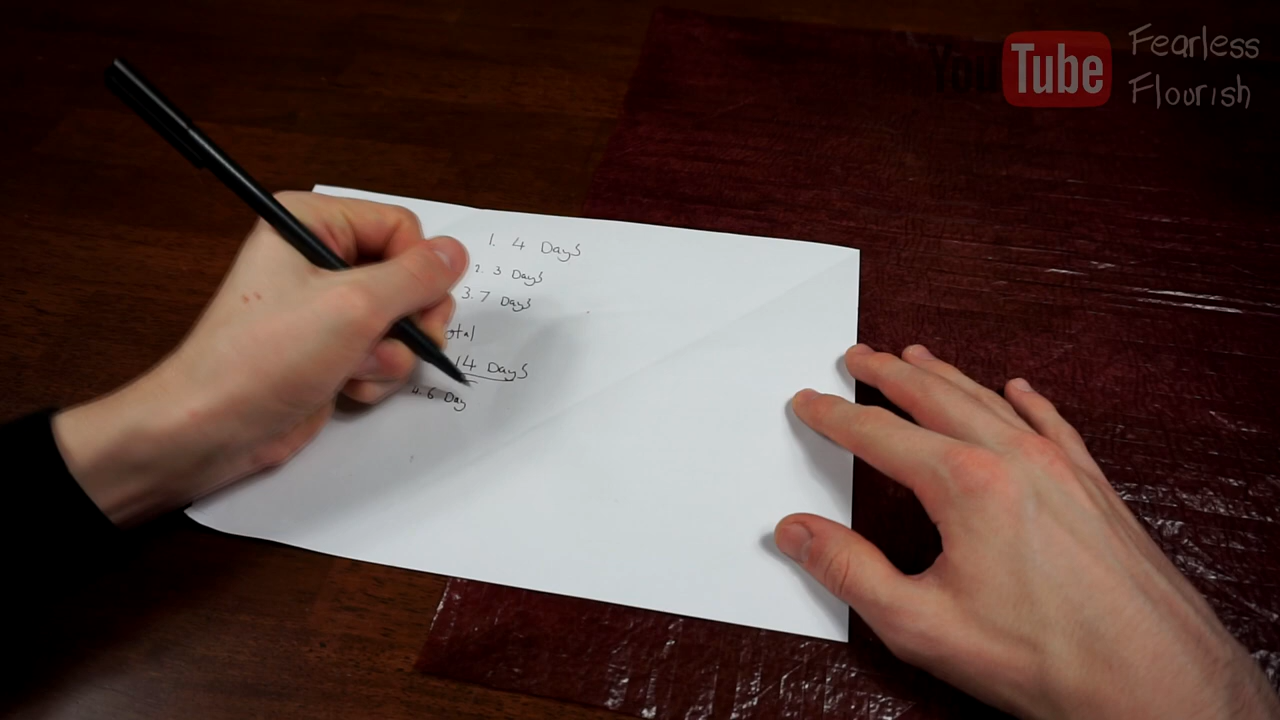 YouTube
Fearless
Flourish
1. 4 Days
2. 3 Days
3. 7 Days
otal
14 Days
4. 6 Day